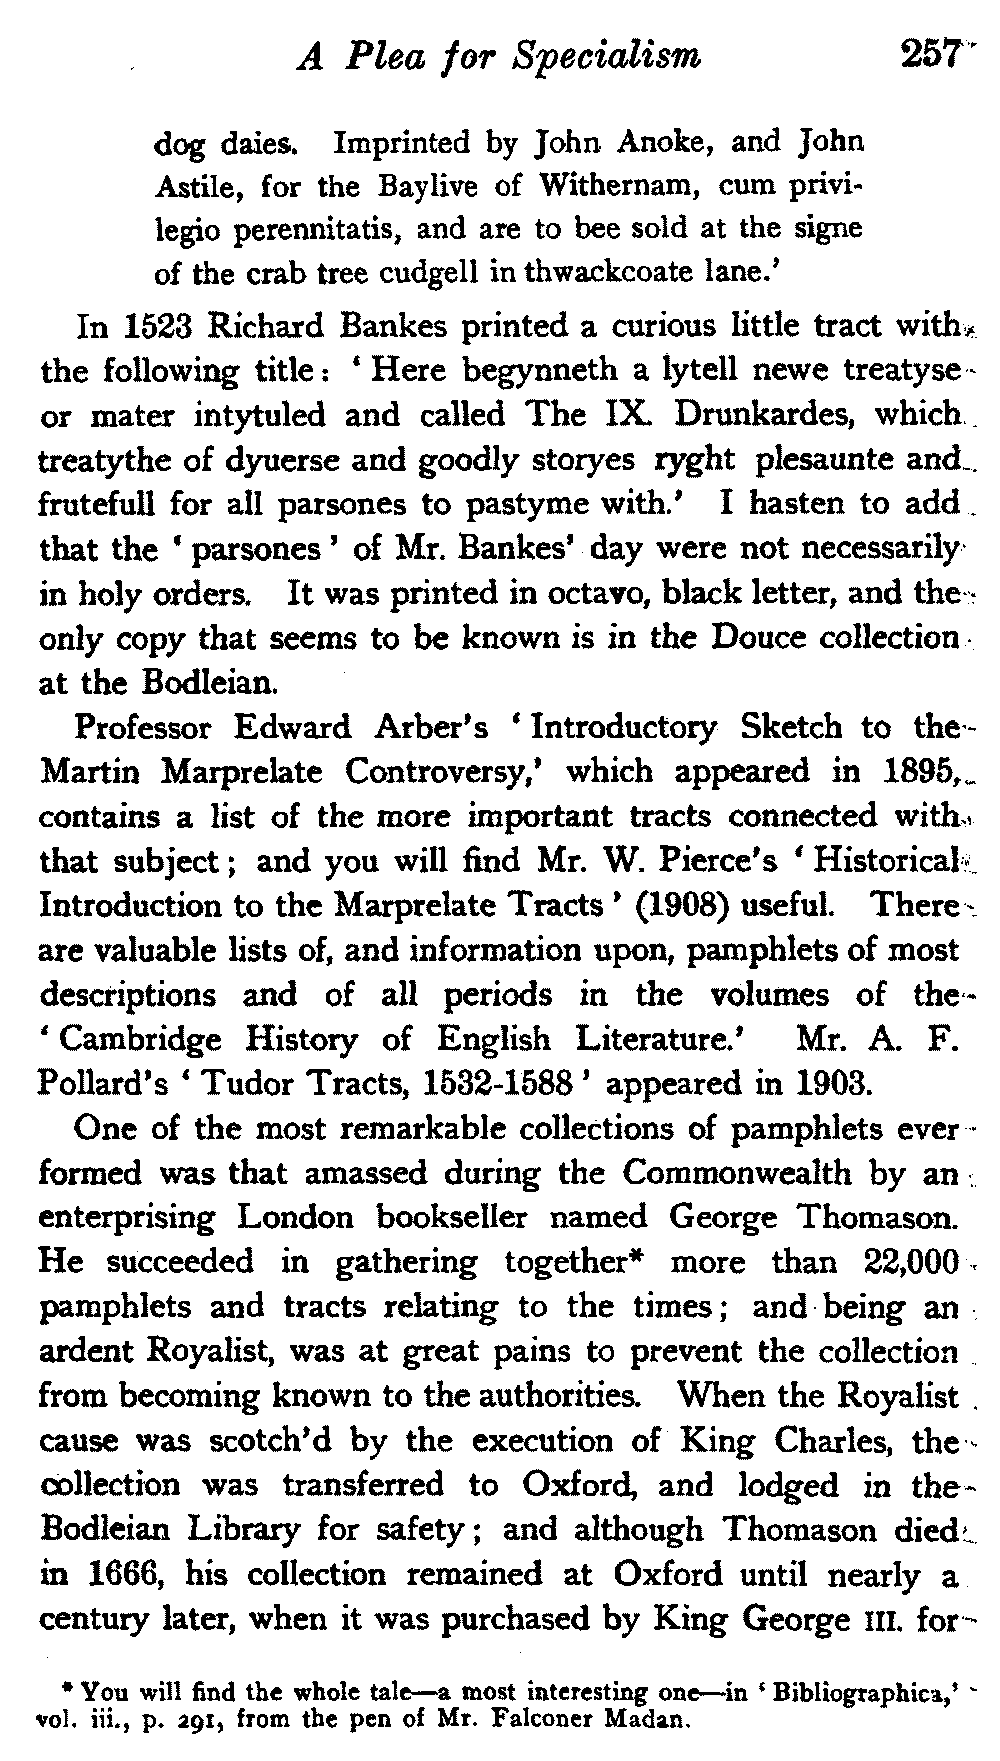 A Plea for Specialism 257
dog daies. Imprinted by John Anoke, and John
Astile, for the Baylive of Withernam, cum privi-
legio perennitatis, and are to bee sold at the signe
of the crab tree cudgell in thwackcoate lane.’
In 1523 Richard Bankes printed a curious little tract with
the following title: ‘ Here begynneth a lytell newe treatyse
or mater intytuled and called The IX. Drunkardes, which
treatythe of dyuerse and goodly storyes ryght plesaunte and
frutefull for all parsones to pastyme with.’ I hasten to add
that the ‘ parsones ’ of Mr. Bankes’ day were not necessarily
in holy orders. It was printed in octavo, black letter, and the
only copy that seems to be known is in the Douce collection
at the Bodleian.
Professor Edward Arber’s ‘ Introductory Sketch to the
Martin Marprelate Controversy,’ which appeared in 1895,
contains a list of the more important tracts connected with
that subject; and you will find Mr. W. Pierce’s ‘ Historical
Introduction to the Marprelate Tracts ’ (1908) useful. There
are valuable lists of, and information upon, pamphlets of most
descriptions and of all periods in the volumes of the
‘ Cambridge History of English Literature.’ Mr. A. F.
Pollard’s ‘ Tudor Tracts, 1532-1588 ’ appeared in 1903.
One of the most remarkable collections of pamphlets ever
formed was that amassed during the Commonwealth by an
enterprising London bookseller named George Thomason.
He succeeded in gathering together* more than 22,000
pamphlets and tracts relating to the times; and being an
ardent Royalist, was at great pains to prevent the collection
from becoming known to the authorities. When the Royalist
cause was scotch’d by the execution of King Charles, the
collection was transferred to Oxford, and lodged in the
Bodleian Library for safety; and although Thomason died
in 1666, his collection remained at Oxford until nearly a
century later, when it was purchased by King George III. for
* You will find the whole tale—a most interesting one—in ‘ Bibliographica,’
vol. iii., p. 291, from the pen of Mr. Falconer Madan.